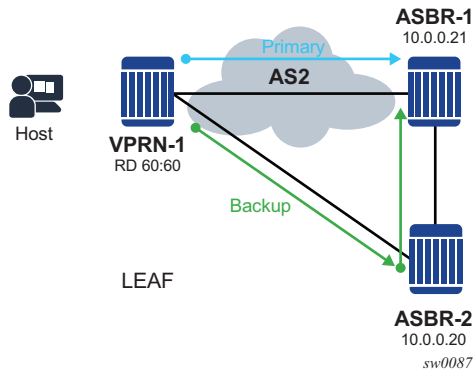 ASBR-1
10.0.0.21
Primary
AS2
Host
VPRN-1
RD 60:60
Backup
LEAF
ASBR-2
10.0.0.20
sw0087